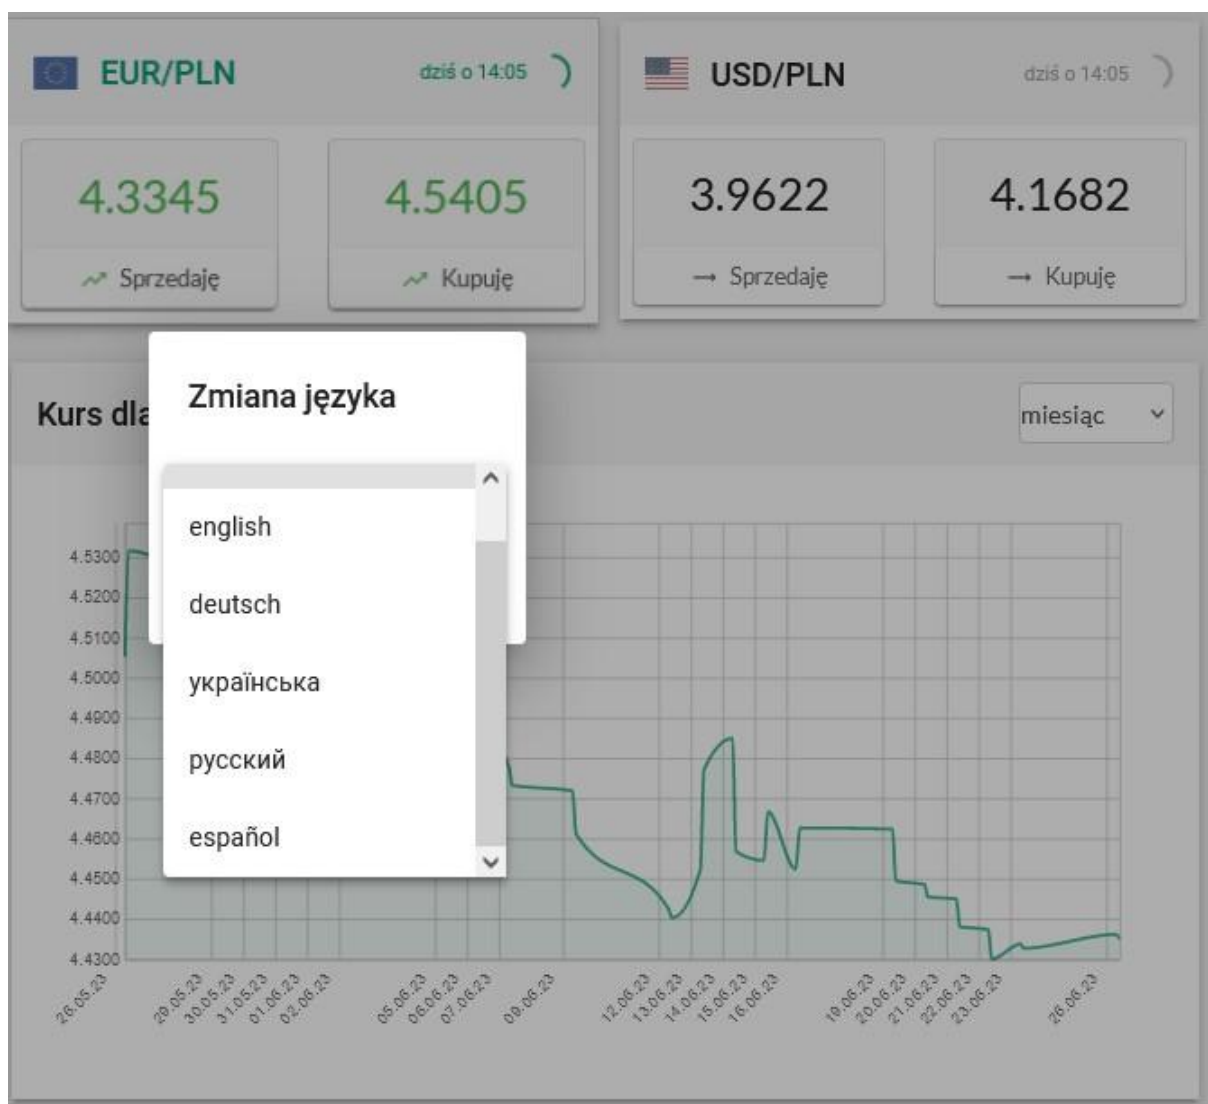 EUR/PLN
dziś o 14:05
USD/PLN
dziś o 14:05
4.3345
4.5405
3.9622
4.1682
Sprzedaję
Kupuję
Sprzedaję
Kupuję
Zmiana języka
Kurs dla
miesiąc
english
deutsch
українська
русский
español
4.5300
4.5200
4.5100
4.5000
4.4900
4.4800
4.4700
4.4600
4.4500
4.4400
4.4300
26.05.23
29.05.23
30.05.23
31.05.23
01.06.23
02.06.23
05.06.23
06.06.23
07.06.23
09.06.23
12.06.23
13.06.23
14.06.23
15.06.23
16.06.23
19.06.23
20.06.23
21.06.23
22.06.23
23.06.23
26.06.23